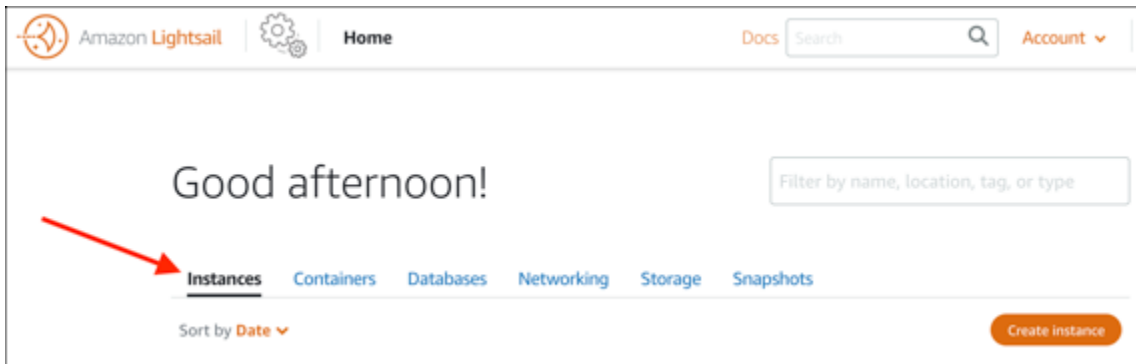 Amazon Lightsail Home Docs Search Account
Good afternoon!
Filter by name, location, tag, or type
Instances Containers Databases Networking Storage Snapshots
Sort by Date Create instance